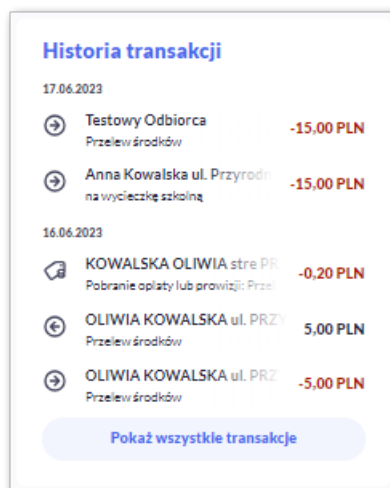 Historia transakcji
17.06.2023
Testowy Odbiorca
Przelew środków
-15,00 PLN
Anna Kowalska ul. Przyrodn
na wycieczkę szkolną
-15,00 PLN
16.06.2023
KOWALSKA OLIWIA stre PR
Pobranie opłaty lub prowizji: Przel
-0,20 PLN
OLIWIA KOWALSKA ul. PRZY
Przelew środków
5,00 PLN
OLIWIA KOWALSKA ul. PRZ
Przelew środków
-5,00 PLN
Pokaż wszystkie transakcje